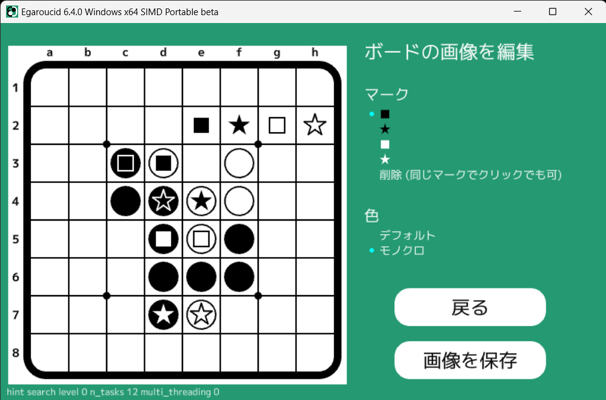 Egaroucid 6.4.0 Windows x64 SIMD Portable beta
a b c d e f g h
1
2
3
4
5
6
7
8
ボードの画像を編集
マーク
削除 (同じマークでクリックでも可)
色
デフォルト
モノクロ
戻る
画像を保存
hint search level 0 n_tasks 12 multi_threading 0